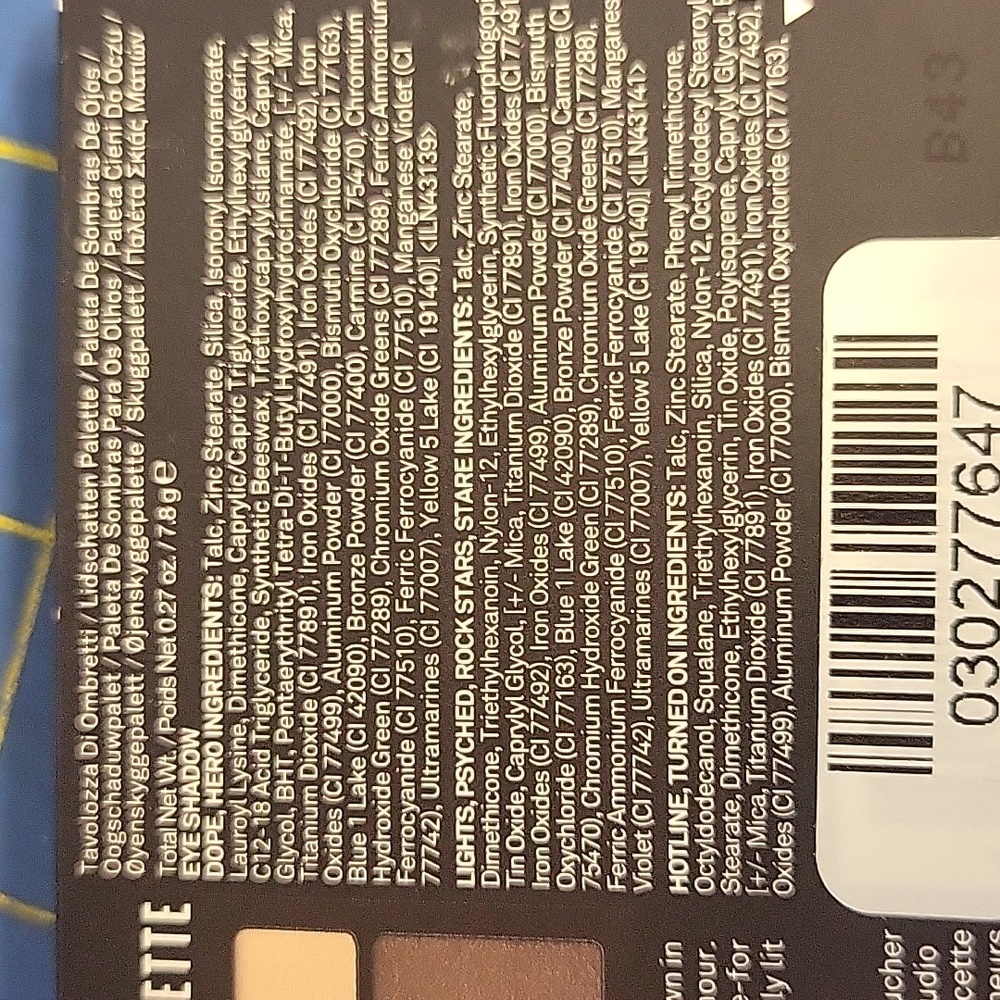 Tavolozza Di Ombretti / Lidschatten Palette / Paleta De Sombras De Ojos /
Oogschaduwpalet / Paleta De Sombras Para Os Olhos / Paleta Cieni Do Oczu /
Øyenskyggepalett / Øjenskyggepalette / Skuggalett / Παλέτα Σκιάς Ματιών
Total Net Wt. / Poids Net 0.27 oz. / 7.8 g ℮
EYE SHADOW
DOPE, HERO INGREDIENTS: Talc, Zinc Stearate, Silica, Isononyl Isononanoate,
Lauroyl Lysine, Dimethicone, Caprylic/Capric Triglyceride, Ethylhexylglycerin,
C12-18 Acid Triglyceride, Synthetic Beeswax, Triethoxycaprylylsilane, Caprylyl
Glycol, BHT, Pentaerythrityl Tetra-Di-T-Butyl Hydroxyhydrocinnamate, [+/- Mica,
Titanium Dioxide (CI 77891), Iron Oxides (CI 77491), Iron Oxides (CI 77492), Iron
Oxides (CI 77499), Aluminum Powder (CI 77000), Bismuth Oxychloride (CI 77163),
Blue 1 Lake (CI 42090), Bronze Powder (CI 77400), Carmine (CI 75470), Chromium
Hydroxide Green (CI 77289), Chromium Oxide Greens (CI 77288), Ferric Ammonium
Ferrocyanide (CI 77510), Ferric Ferrocyanide (CI 77510), Manganese Violet (CI
77742), Ultramarines (CI 77007), Yellow 5 Lake (CI 19140)] <ILN43139>
LIGHTS, PSYCHED, ROCK STARS, STARE INGREDIENTS: Talc, Zinc Stearate,
Dimethicone, Triethylhexanoin, Nylon-12, Ethylhexylglycerin, Synthetic Fluorphlogopi
Tin Oxide, Caprylyl Glycol, [+/- Mica, Titanium Dioxide (CI 77891), Iron Oxides (CI 77491
Iron Oxides (CI 77492), Iron Oxides (CI 77499), Aluminum Powder (CI 77000), Bismuth
Oxychloride (CI 77163), Blue 1 Lake (CI 42090), Bronze Powder (CI 77400), Carmine (CI
75470), Chromium Hydroxide Green (CI 77289), Chromium Oxide Greens (CI 77288),
Ferric Ammonium Ferrocyanide (CI 77510), Ferric Ferrocyanide (CI 77510), Manganes
Violet (CI 77742), Ultramarines (CI 77007), Yellow 5 Lake (CI 19140)] <ILN43141>
HOTLINE, TURNED ON INGREDIENTS: Talc, Zinc Stearate, Phenyl Trimethicone,
Octyldodecanol, Squalane, Triethylhexanoin, Silica, Nylon-12, Octyldodecyl Stearoyl
Stearate, Dimethicone, Ethylhexylglycerin, Tin Oxide, Polyisoprene, Caprylyl Glycol, B
[+/- Mica, Titanium Dioxide (CI 77891), Iron Oxides (CI 77491), Iron Oxides (CI 77492)
Oxides (CI 77499), Aluminum Powder (CI 77000), Bismuth Oxychloride (CI 77163),
B43
0302777647
ETTE
wn in
hour.
e-for
ly lit
ucher
udio
cette
neurs